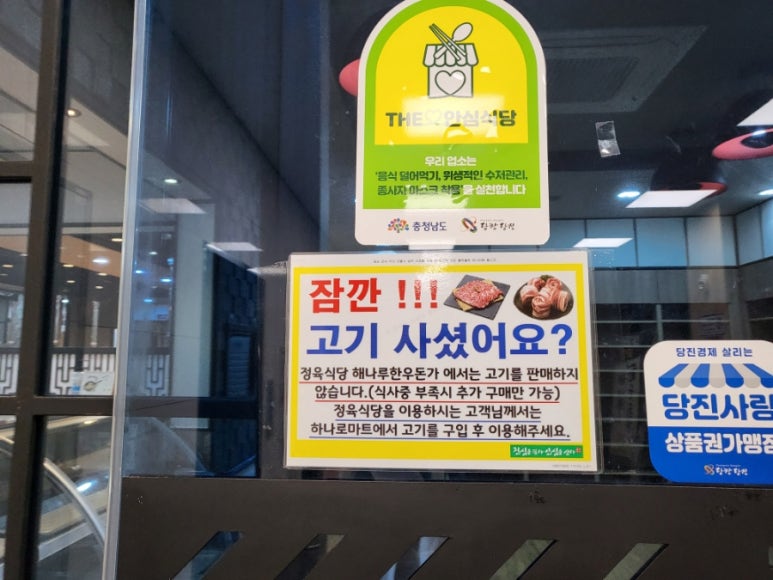 THE♡안심식당
우리 업소는
'음식 덜어먹기, 위생적인 수저관리,
종사자 마스크 착용'을 실천합니다
충청남도
잠깐 !!!
고기 사셨어요?
정육식당 해나루한우돈가 에서는 고기를 판매하지
않습니다.(식사중 부족시 추가 구매만 가능)
정육식당을 이용하시는 고객님께서는
하나로마트에서 고기를 구입 후 이용해주세요.
당진경제 살리는
당진사랑
상품권가맹점